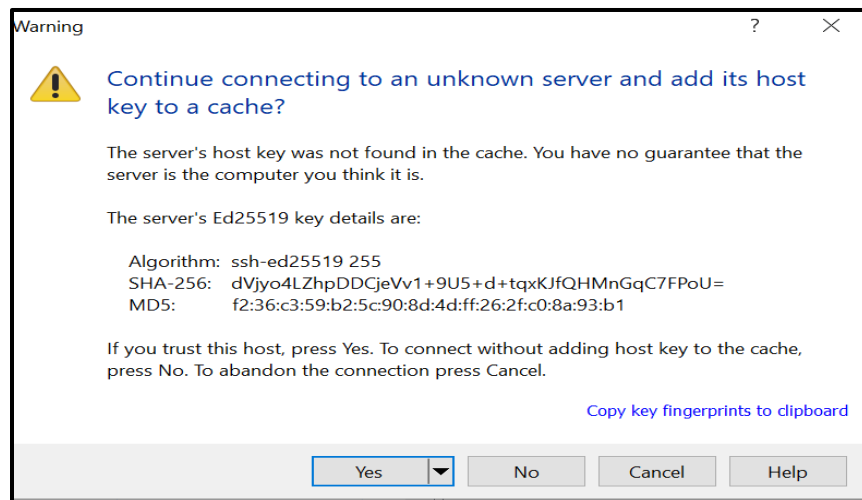 Warning
?
Continue connecting to an unknown server and add its host
key to a cache?
The server's host key was not found in the cache. You have no guarantee that the
server is the computer you think it is.
The server's Ed25519 key details are:
Algorithm: ssh-ed25519 255
SHA-256: dVjyo4LZhpDDCjeVv1+9U5+d+tqxKJfQHMnGqC7FPoU=
MD5: f2:36:c3:59:b2:5c:90:8d:4d:ff:26:2f:c0:8a:93:b1
If you trust this host, press Yes. To connect without adding host key to the cache,
press No. To abandon the connection press Cancel.
Copy key fingerprints to clipboard
Yes No Cancel Help